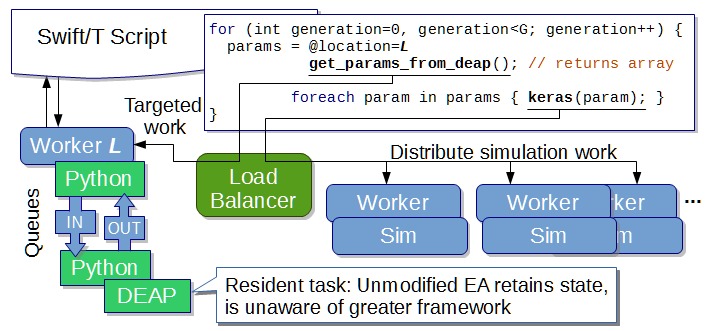 Swift/T Script
for (int generation=0, generation<G; generation++) {
params = @location=L
get_params_from_deap(); // returns array
foreach param in params { keras(param); }
}
Targeted
work
Worker L
Python
Queues
IN
OUT
Python
DEAP
Load
Balancer
Distribute simulation work
Worker
Sim
Worker
Sim
rker
m
...
Resident task: Unmodified EA retains state,
is unaware of greater framework